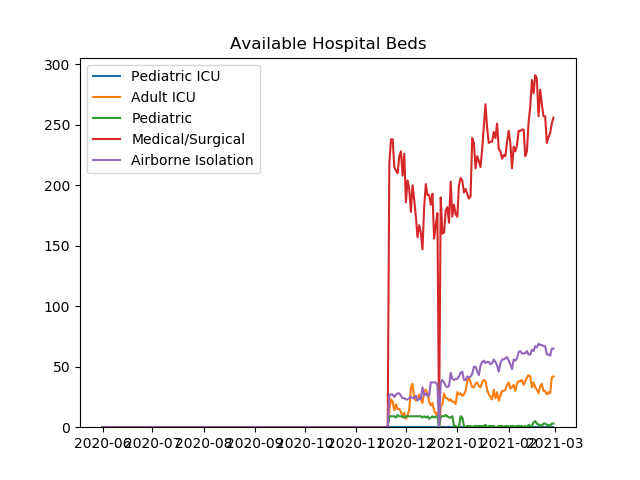 Available Hospital Beds
300
250
200
150
100
50
0
Pediatric ICU
Adult ICU
Pediatric
Medical/Surgical
Airborne Isolation
2020-06 2020-07 2020-08 2020-09 2020-10 2020-11 2020-12 2021-01 2021-02 2021-03